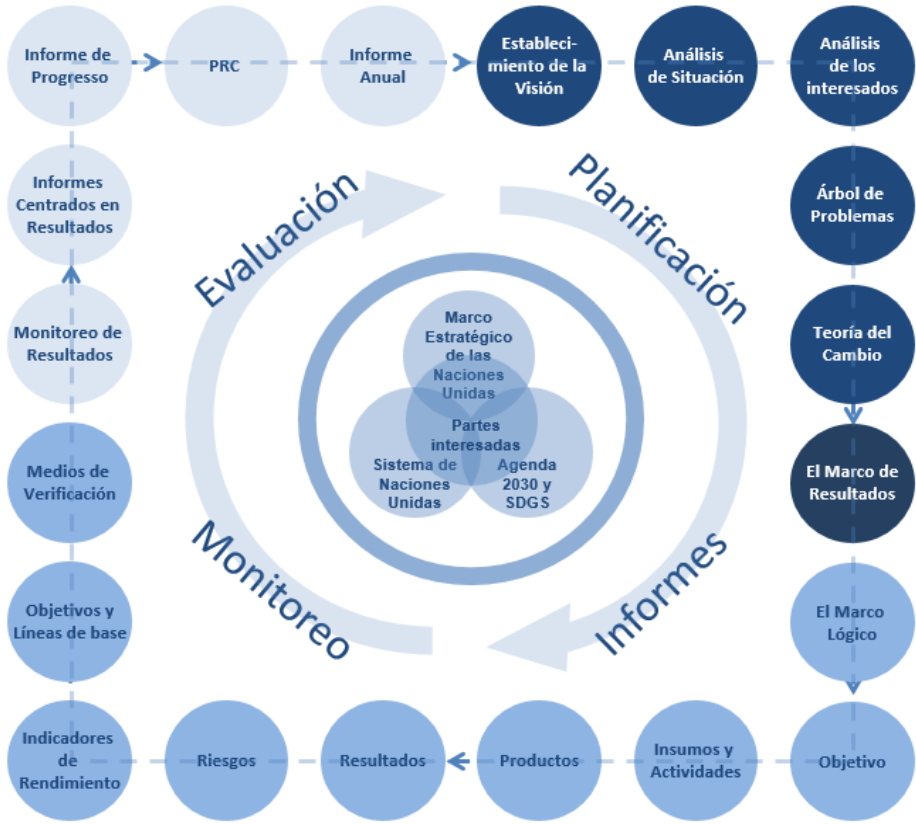 Informe de
Progresso
PRC
Informe
Anual
Estableci-
miento de la
Visión
Análisis
de Situación
Análisis
de los
interesados
Árbol de
Problemas
Teoría del
Cambio
El Marco de
Resultados
El Marco
Lógico
Objetivo
Insumos y
Actividades
Productos
Resultados
Riesgos
Indicadores
de
Rendimiento
Objetivos y
Líneas de base
Medios de
Verificación
Monitoreo de
Resultados
Informes
Centrados en
Resultados
Evaluación
Planificación
Informes
Monitoreo
Marco
Estratégico
de las
Naciones
Unidas
Partes
interesadas
Sistema de
Naciones
Unidas
Agenda
2030 y
SDGS